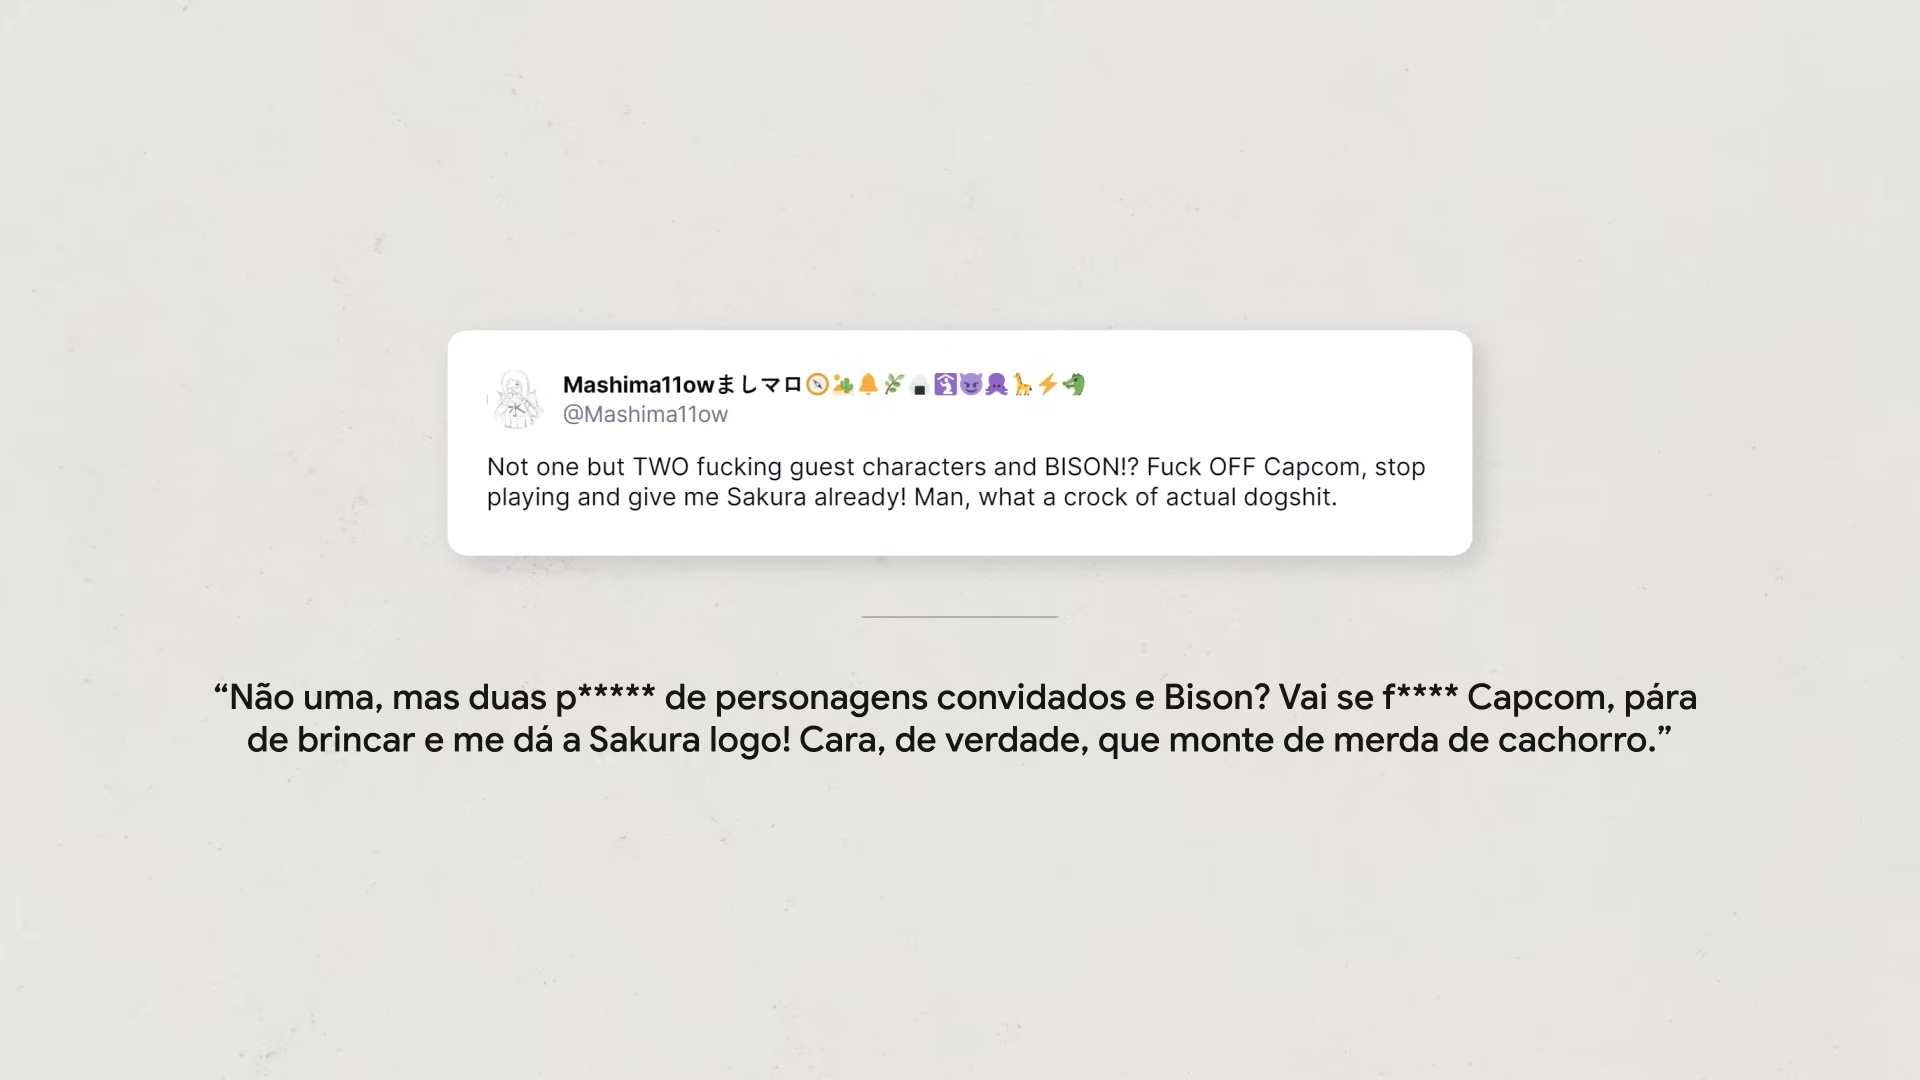 Mashima11owましマロ🧭🏜️🔔🌿🍙🛐😈🐙🦒⚡🐲
@Mashima11ow
Not one but TWO fucking guest characters and BISON!? Fuck OFF Capcom, stop
playing and give me Sakura already! Man, what a crock of actual dogshit.
“Não uma, mas duas p***** de personagens convidados e Bison? Vai se f**** Capcom, pára
de brincar e me dá a Sakura logo! Cara, de verdade, que monte de merda de cachorro.”